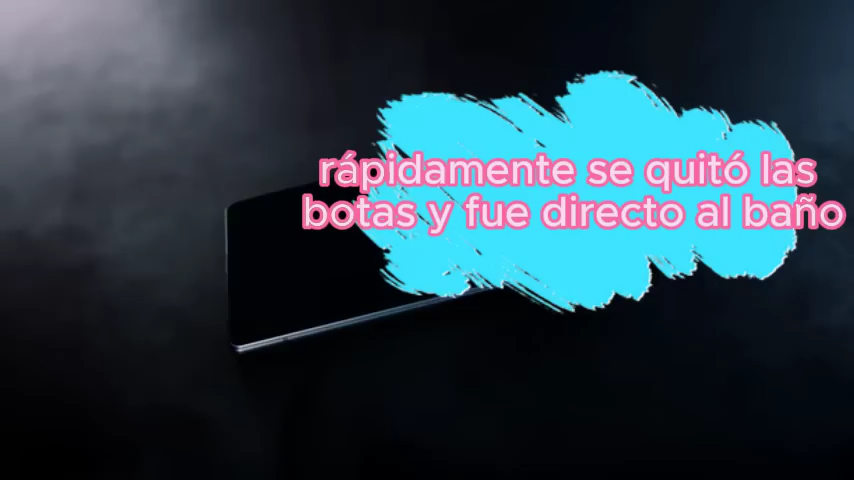 rápidamente se quitó las
botas y fue directo al baño